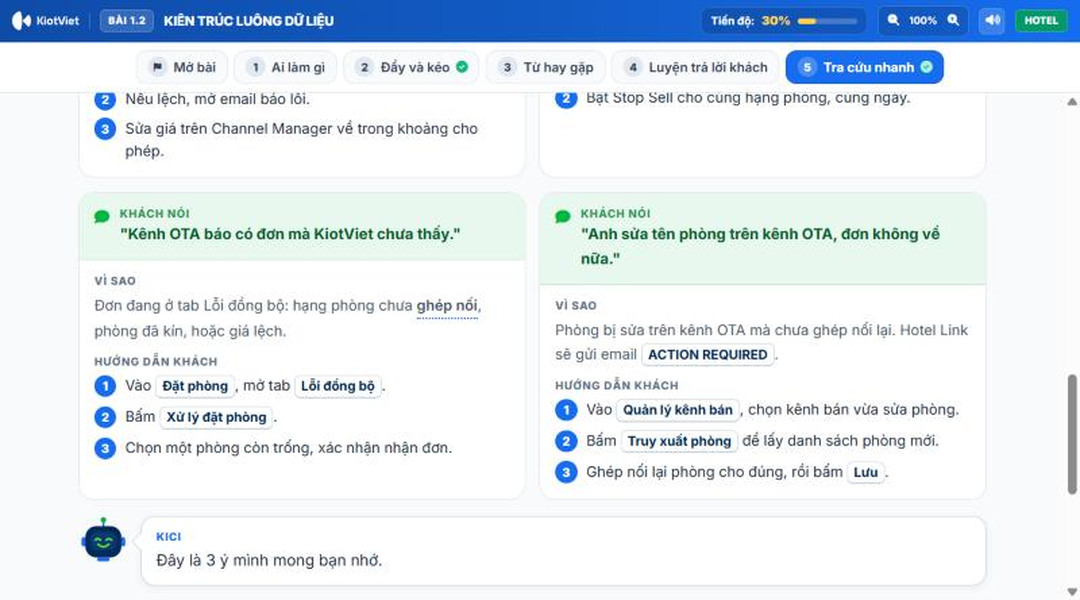 KiotViet
BÀI 1.2
KIẾN TRÚC LUỒNG DỮ LIỆU
Tiến độ: 30%
100%
HOTEL
Mở bài
1 Ai làm gì
2 Đẩy và kéo
3 Từ hay gặp
4 Luyện trả lời khách
5 Tra cứu nhanh
2 Nếu lệch, mở email báo lỗi.
3 Sửa giá trên Channel Manager về trong khoảng cho
phép.
2 Bật Stop Sell cho cùng hạng phòng, cùng ngày.
KHÁCH NÓI
"Kênh OTA báo có đơn mà KiotViet chưa thấy."
VÌ SAO
Đơn đang ở tab Lỗi đồng bộ: hạng phòng chưa ghép nối,
phòng đã kín, hoặc giá lệch.
HƯỚNG DẪN KHÁCH
1 Vào Đặt phòng, mở tab Lỗi đồng bộ.
2 Bấm Xử lý đặt phòng.
3 Chọn một phòng còn trống, xác nhận nhận đơn.
KHÁCH NÓI
"Anh sửa tên phòng trên kênh OTA, đơn không về
nữa."
VÌ SAO
Phòng bị sửa trên kênh OTA mà chưa ghép nối lại. Hotel Link
sẽ gửi email ACTION REQUIRED.
HƯỚNG DẪN KHÁCH
1 Vào Quản lý kênh bán, chọn kênh bán vừa sửa phòng.
2 Bấm Truy xuất phòng để lấy danh sách phòng mới.
3 Ghép nối lại phòng cho đúng, rồi bấm Lưu.
KICI
Đây là 3 ý mình mong bạn nhớ.